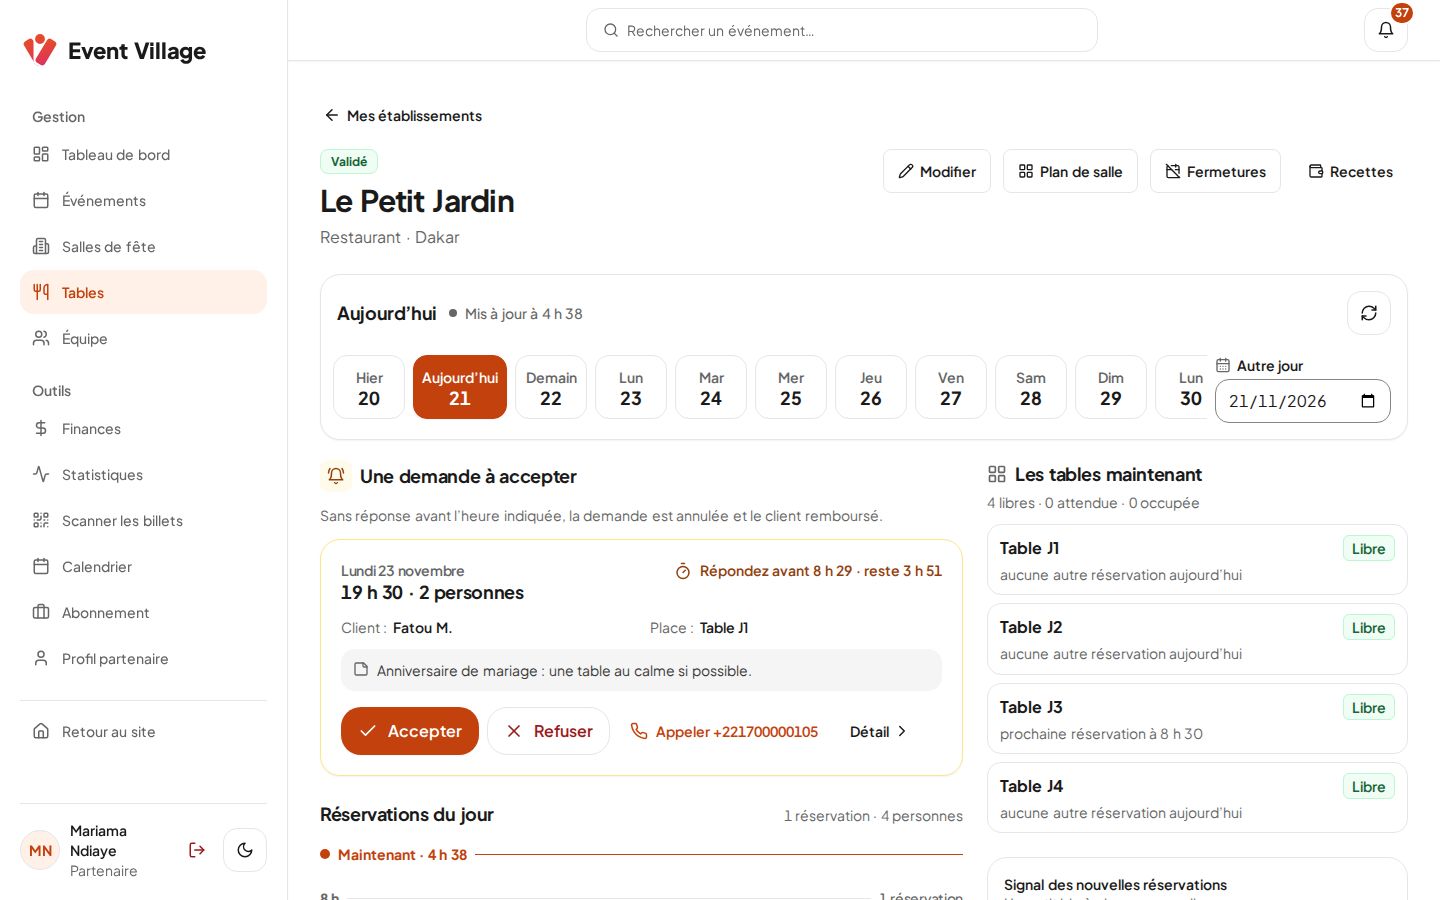 Event Village
Gestion
Tableau de bord
Événements
Salles de fête
Tables
Équipe
Outils
Finances
Statistiques
Scanner les billets
Calendrier
Abonnement
Profil partenaire
Retour au site
MN
Mariama
Ndiaye
Partenaire
Rechercher un événement...
37
Mes établissements
Validé
Le Petit Jardin
Restaurant · Dakar
Modifier
Plan de salle
Fermetures
Recettes
Aujourd'hui
Mis à jour à 4 h 38
Hier
20
Aujourd'hui
21
Demain
22
Lun
23
Mar
24
Mer
25
Jeu
26
Ven
27
Sam
28
Dim
29
Lun
30
Autre jour
21/11/2026
Une demande à accepter
Sans réponse avant l'heure indiquée, la demande est annulée et le client remboursé.
Lundi 23 novembre
Répondez avant 8 h 29 · reste 3 h 51
19 h 30 · 2 personnes
Client : Fatou M.
Place : Table J1
Anniversaire de mariage : une table au calme si possible.
Accepter
Refuser
Appeler +221700000105
Détail
Réservations du jour
1 réservation · 4 personnes
Maintenant · 4 h 38
8 h
1 réservation
Les tables maintenant
4 libres · 0 attendue · 0 occupée
Table J1
Libre
aucune autre réservation aujourd'hui
Table J2
Libre
aucune autre réservation aujourd'hui
Table J3
Libre
prochaine réservation à 8 h 30
Table J4
Libre
aucune autre réservation aujourd'hui
Signal des nouvelles réservations